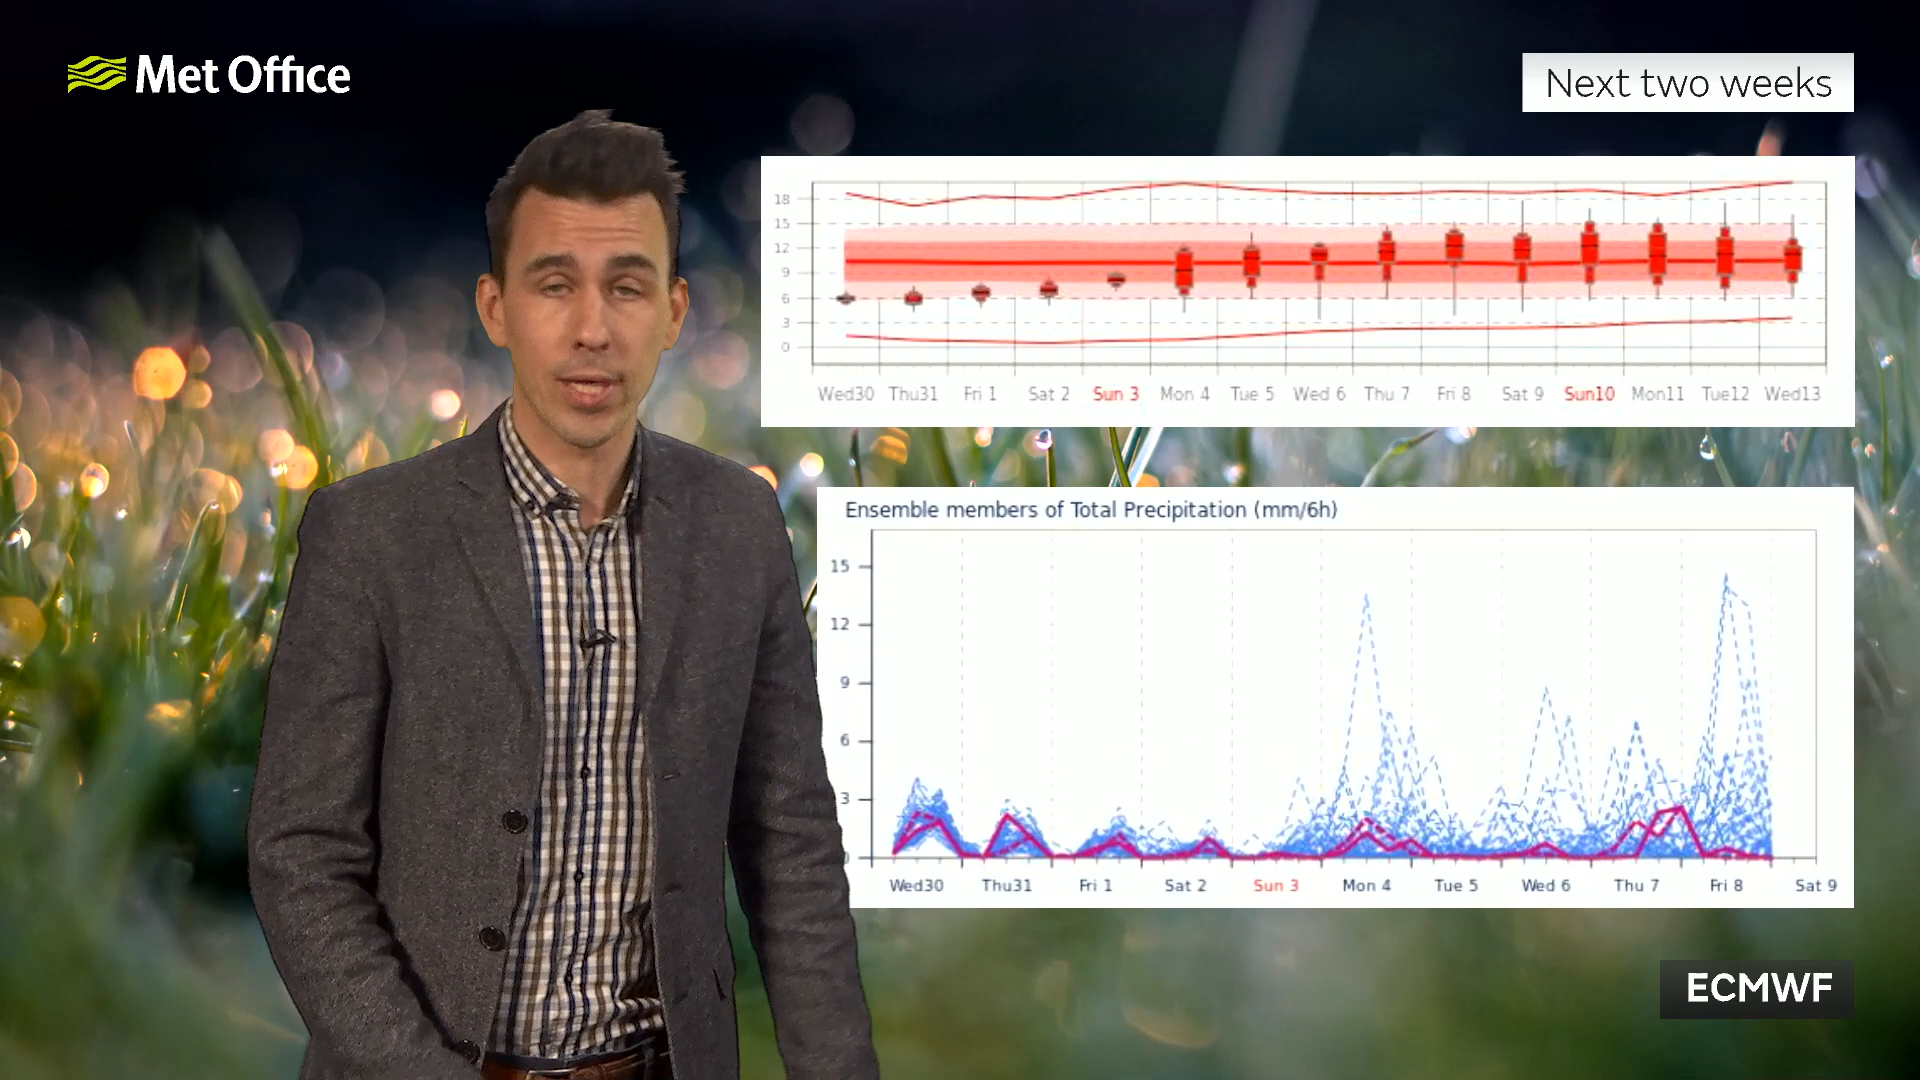 Met Office
Next two weeks
18
15
12
9
6
3
0
Wed30 Thu31 Fri 1 Sat 2 Sun 3 Mon 4 Tue 5 Wed 6 Thu 7 Fri 8 Sat 9 Sun10 Mon11 Tue12 Wed13
Ensemble members of Total Precipitation (mm/6h)
15
12
9
6
3
0
Wed30 Thu31 Fri 1 Sat 2 Sun 3 Mon 4 Tue 5 Wed 6 Thu 7 Fri 8 Sat 9
ECMWF